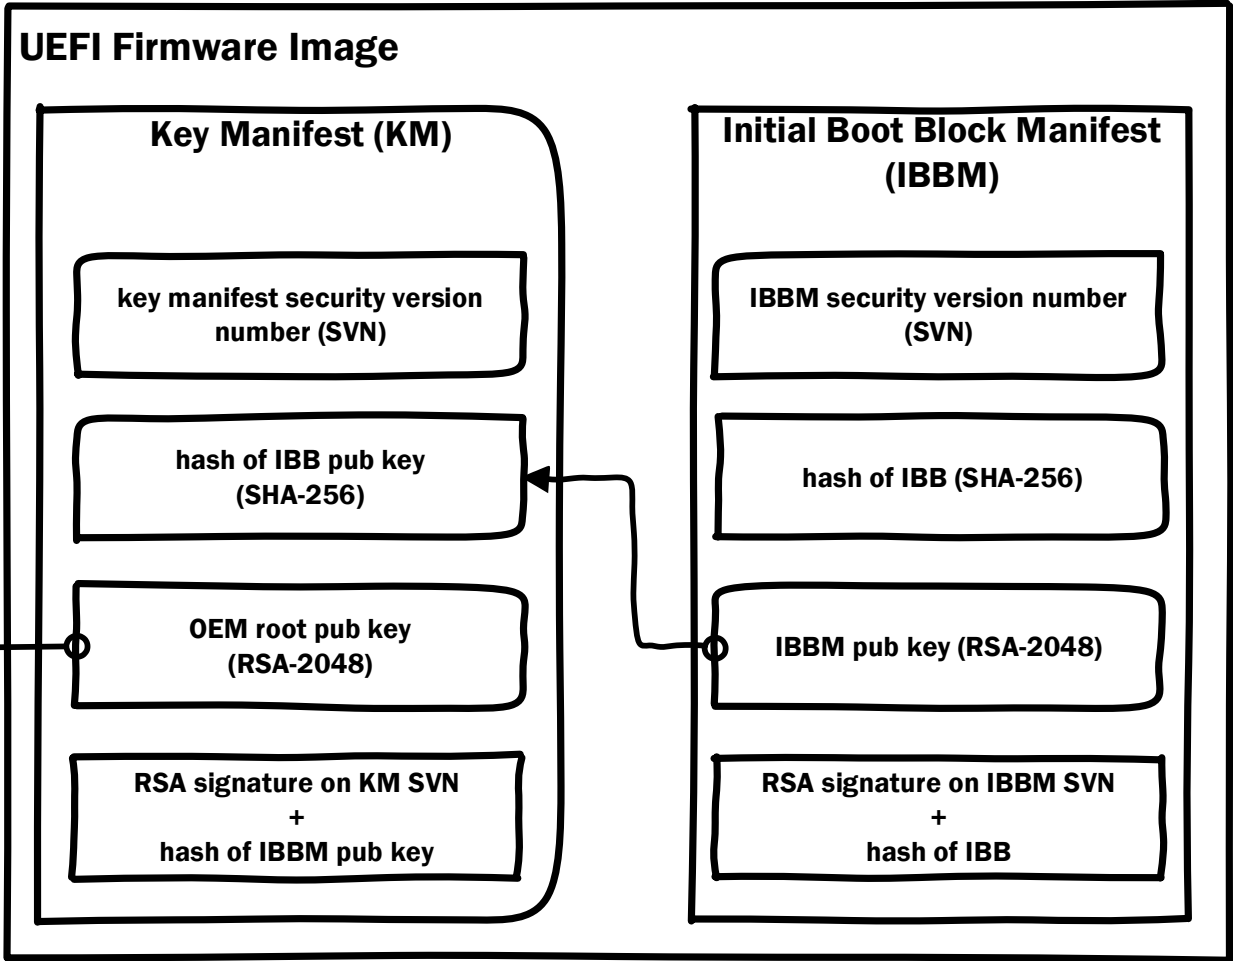 UEFI Firmware Image
Key Manifest (KM)
key manifest security version
number (SVN)
hash of IBB pub key
(SHA-256)
OEM root pub key
(RSA-2048)
RSA signature on KM SVN
+
hash of IBBM pub key
Initial Boot Block Manifest
(IBBM)
IBBM security version number
(SVN)
hash of IBB (SHA-256)
IBBM pub key (RSA-2048)
RSA signature on IBBM SVN
+
hash of IBB